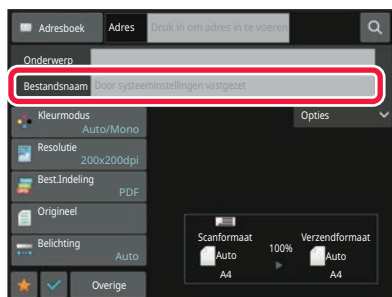 Adresboek Adres Druk in om adres in te voeren
Onderwerp
Bestandsnaam Door systeeminstellingen vastgezet
Kleurmodus Opties
Auto/Mono
Resolutie
200x200dpi
Best.Indeling
PDF
Origineel
Scanformaat Verzendformaat
Belichting 100%
Auto Auto Auto
A4 A4
Overige